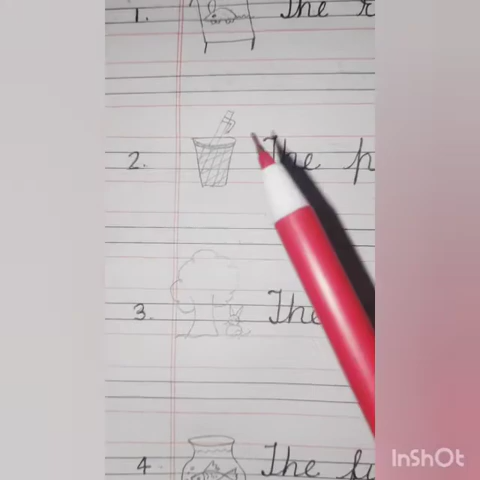 1. The
2. The p
3. The
4 The
InShOt